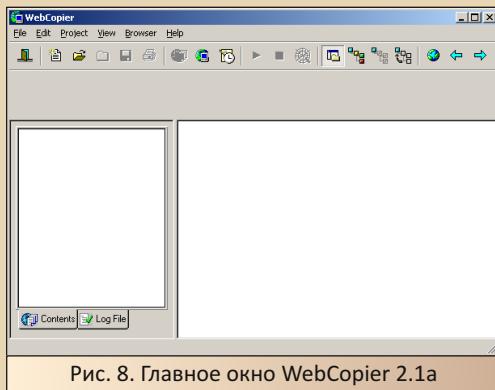 WebCopier
File Edit Project View Browser Help
Contents Log File
Рис. 8. Главное окно WebCopier 2.1a